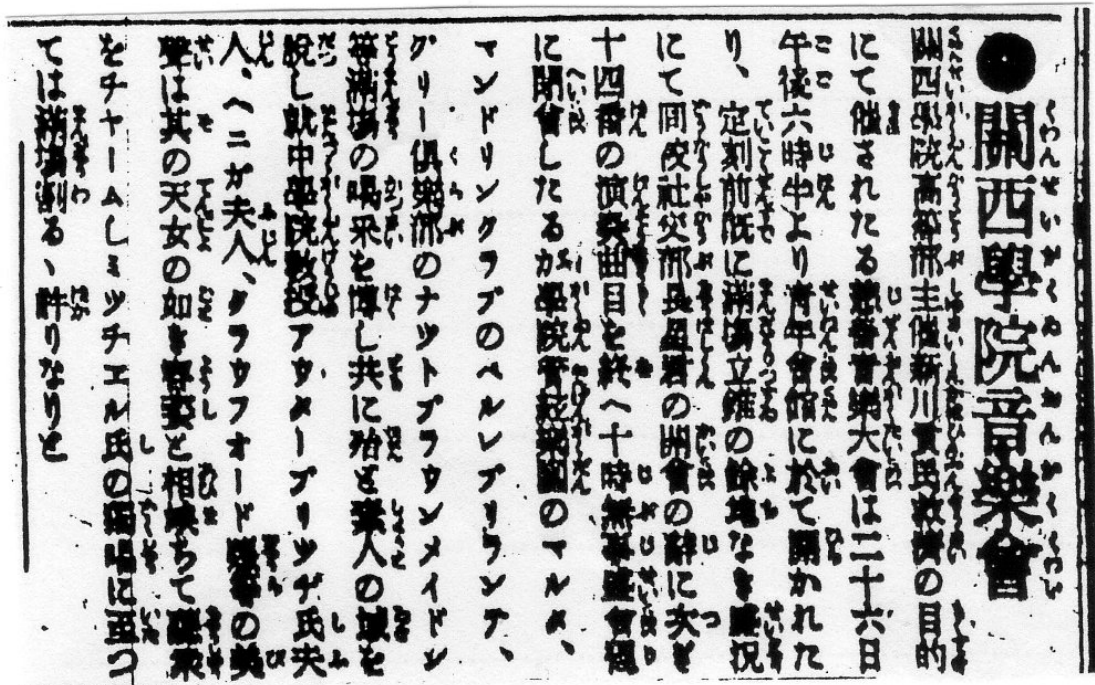 ●關西學院音樂會
關西學院高等部主催新川貧民救濟の目的
にて催されたる慈善音樂大會は二十六日
午後六時半より青年會館に於て開かれた
り、定刻前既に滿場立錐の餘地なき盛況
にて同校社交部長 君の開會の辭に次ぎ
十四番の演奏曲目を終へ十時無事盛會裡
に閉會したるが學院管絃樂團のマルメ、
マンドリンクラブのベルレブリランテ、
グリー倶樂部のナットブラウンメイドン
等滿場の喝采を博し共に殆ど素人の域を
脱し就中學院教授アウターブリツヂ氏夫
人、ヘニガ夫人、クラウフオード孃等の美
聲は其の天女の如き容姿と相俟ちて聽衆
をチャームしミツチエル氏の獨唱に至つ
ては滿場割るゝ許りなりと